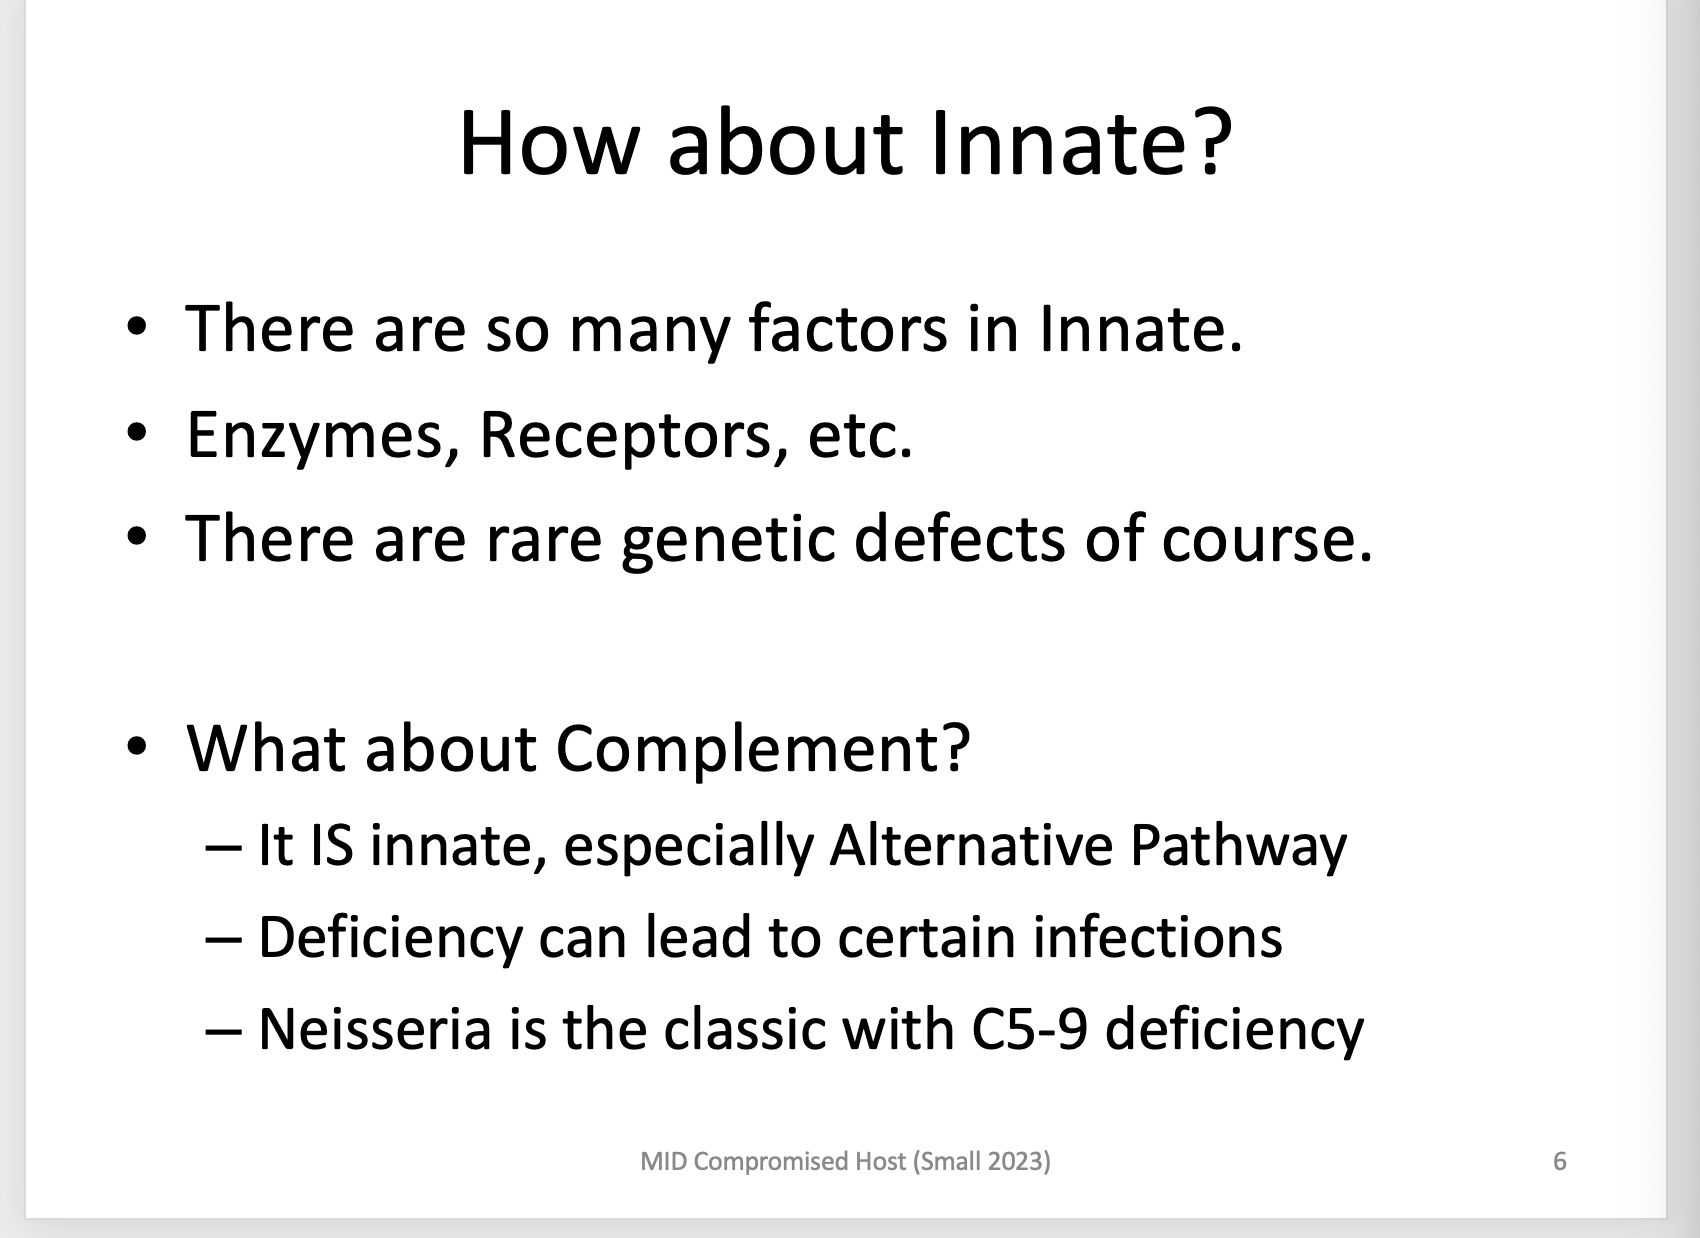 How about Innate?
• There are so many factors in Innate.
• Enzymes, Receptors, etc.
• There are rare genetic defects of course.
• What about Complement?
– It IS innate, especially Alternative Pathway
– Deficiency can lead to certain infections
– Neisseria is the classic with C5-9 deficiency
MID Compromised Host (Small 2023)
6